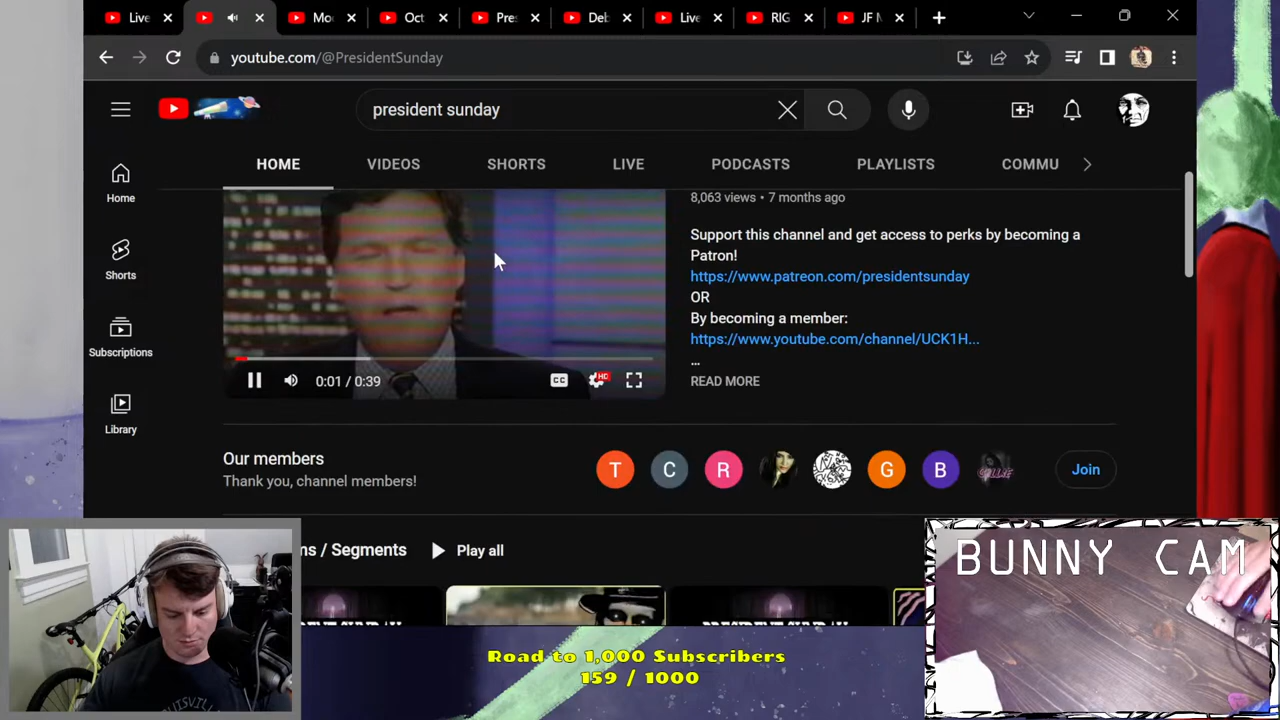 Live
Mo
Oct
Pres
Deb
Live
RIG
JF M
youtube.com/@PresidentSunday
president sunday
HOME VIDEOS SHORTS LIVE PODCASTS PLAYLISTS COMMU
Home
Shorts
Subscriptions
Library
8,063 views • 7 months ago
Support this channel and get access to perks by becoming a
Patron!
https://www.patreon.com/presidentsunday
OR
By becoming a member:
https://www.youtube.com/channel/UCK1H...
...
READ MORE
0:01 / 0:39
CC
HD
Our members
Thank you, channel members!
T C R G B
Join
ns / Segments
Play all
BUNNY CAM
Road to 1,000 Subscribers
159 / 1000